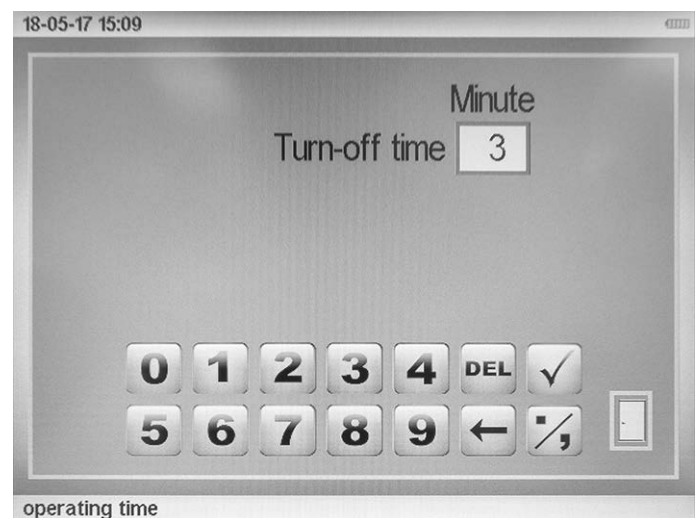 18-05-17 15:09
Minute
Turn-off time 3
0 1 2 3 4 DEL ✓
5 6 7 8 9 ← ./,
operating time